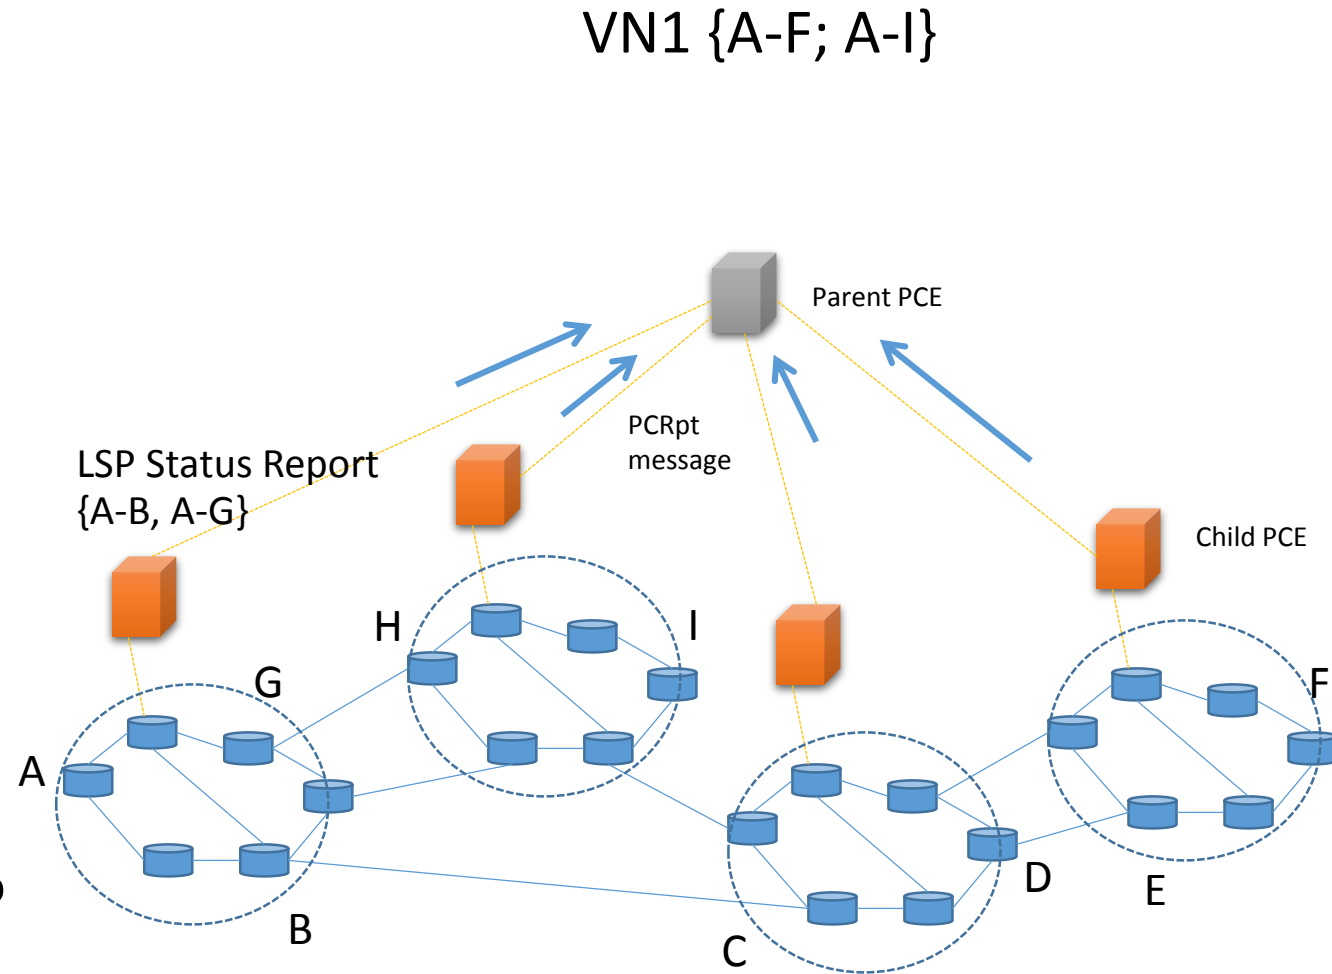 VN1 {A-F; A-I}
Parent PCE
PCRpt
message
LSP Status Report
{A-B, A-G}
Child PCE
H
I
G
F
A
D
E
B
C